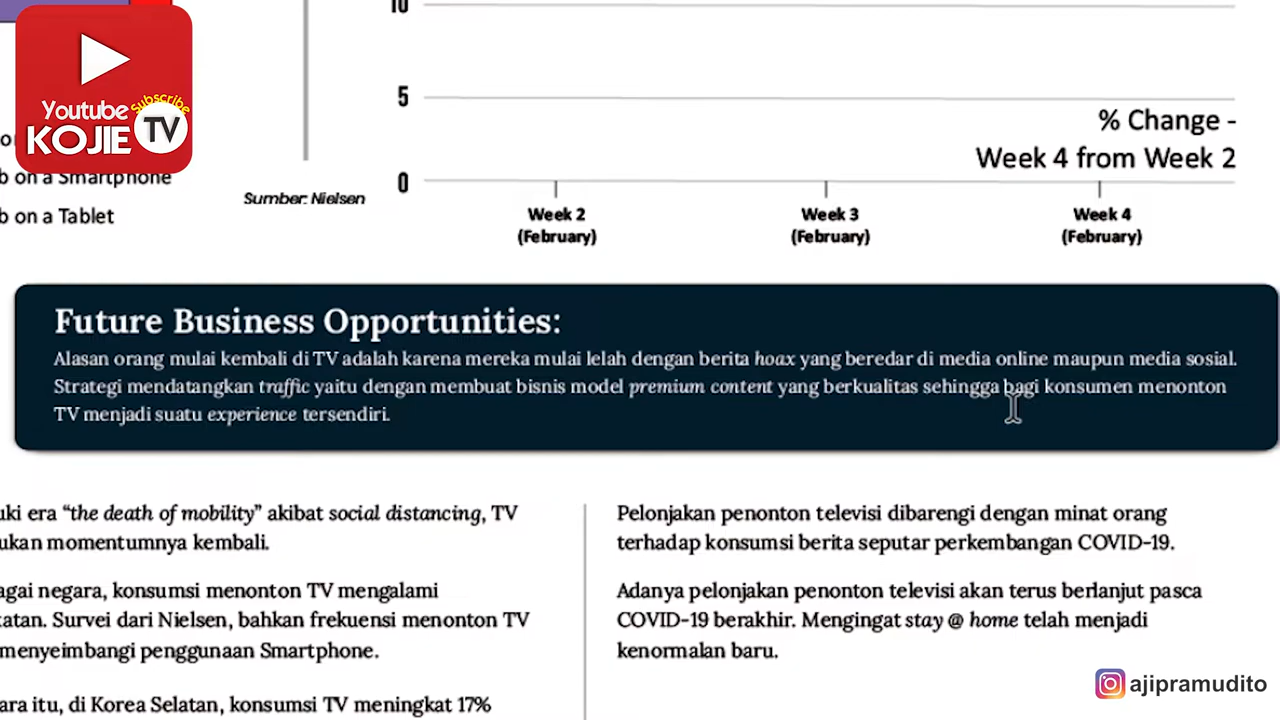 10
5
0
% Change -
Week 4 from Week 2
Week 2
(February)
Week 3
(February)
Week 4
(February)
Youtube
Subscribe
KOJIE TV
b on a Smartphone
b on a Tablet
Sumber: Nielsen
Future Business Opportunities:
Alasan orang mulai kembali di TV adalah karena mereka mulai lelah dengan berita hoax yang beredar di media online maupun media sosial.
Strategi mendatangkan traffic yaitu dengan membuat bisnis model premium content yang berkualitas sehingga bagi konsumen menonton
TV menjadi suatu experience tersendiri.
uki era “the death of mobility” akibat social distancing, TV
ukan momentumnya kembali.
agai negara, konsumsi menonton TV mengalami
katan. Survei dari Nielsen, bahkan frekuensi menonton TV
menyeimbangi penggunaan Smartphone.
ara itu, di Korea Selatan, konsumsi TV meningkat 17%
Pelonjakan penonton televisi dibarengi dengan minat orang
terhadap konsumsi berita seputar perkembangan COVID-19.
Adanya pelonjakan penonton televisi akan terus berlanjut pasca
COVID-19 berakhir. Mengingat stay @ home telah menjadi
kenormalan baru.
ajipramudito